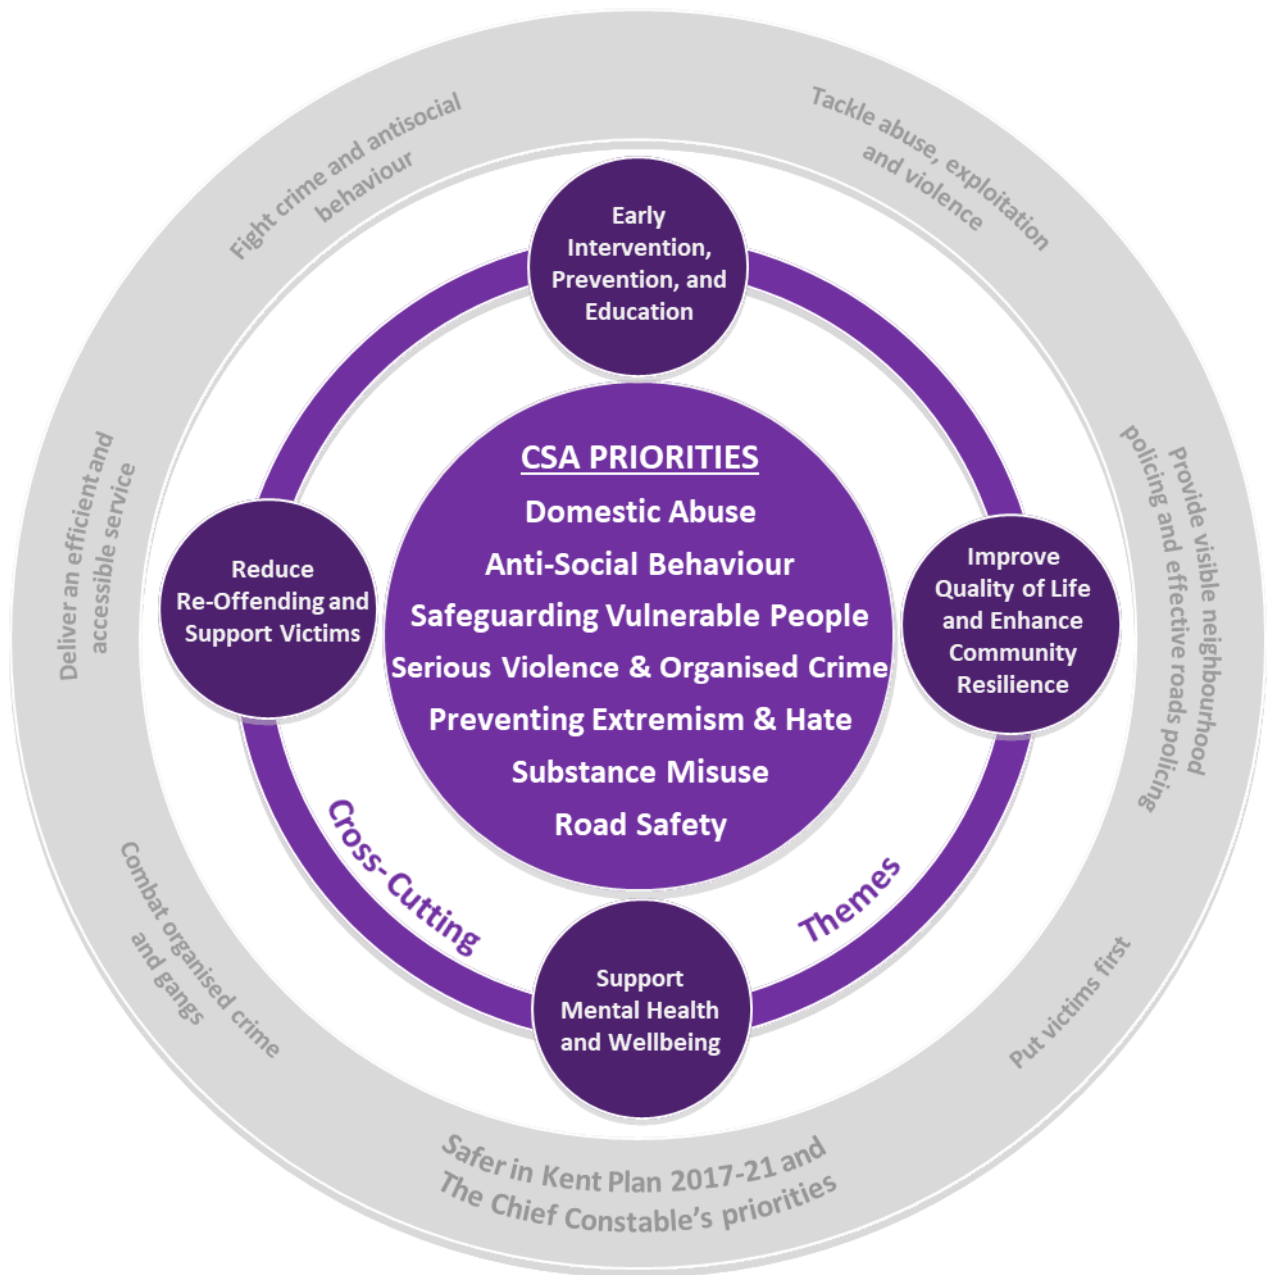 Fight crime and antisocial
behaviour
Tackle abuse, exploitation
and violence
Early
Intervention,
Prevention, and
Education
Deliver an efficient and
accessible service
Provide visible neighbourhood
policing and effective roads policing
CSA PRIORITIES
Domestic Abuse
Anti-Social Behaviour
Safeguarding Vulnerable People
Serious Violence & Organised Crime
Preventing Extremism & Hate
Substance Misuse
Road Safety
Reduce
Re-Offending and
Support Victims
Improve
Quality of Life
and Enhance
Community
Resilience
Cross-Cutting
Themes
Combat organised crime
and gangs
Put victims first
Support
Mental Health
and Wellbeing
Safer in Kent Plan 2017-21 and
The Chief Constable's priorities